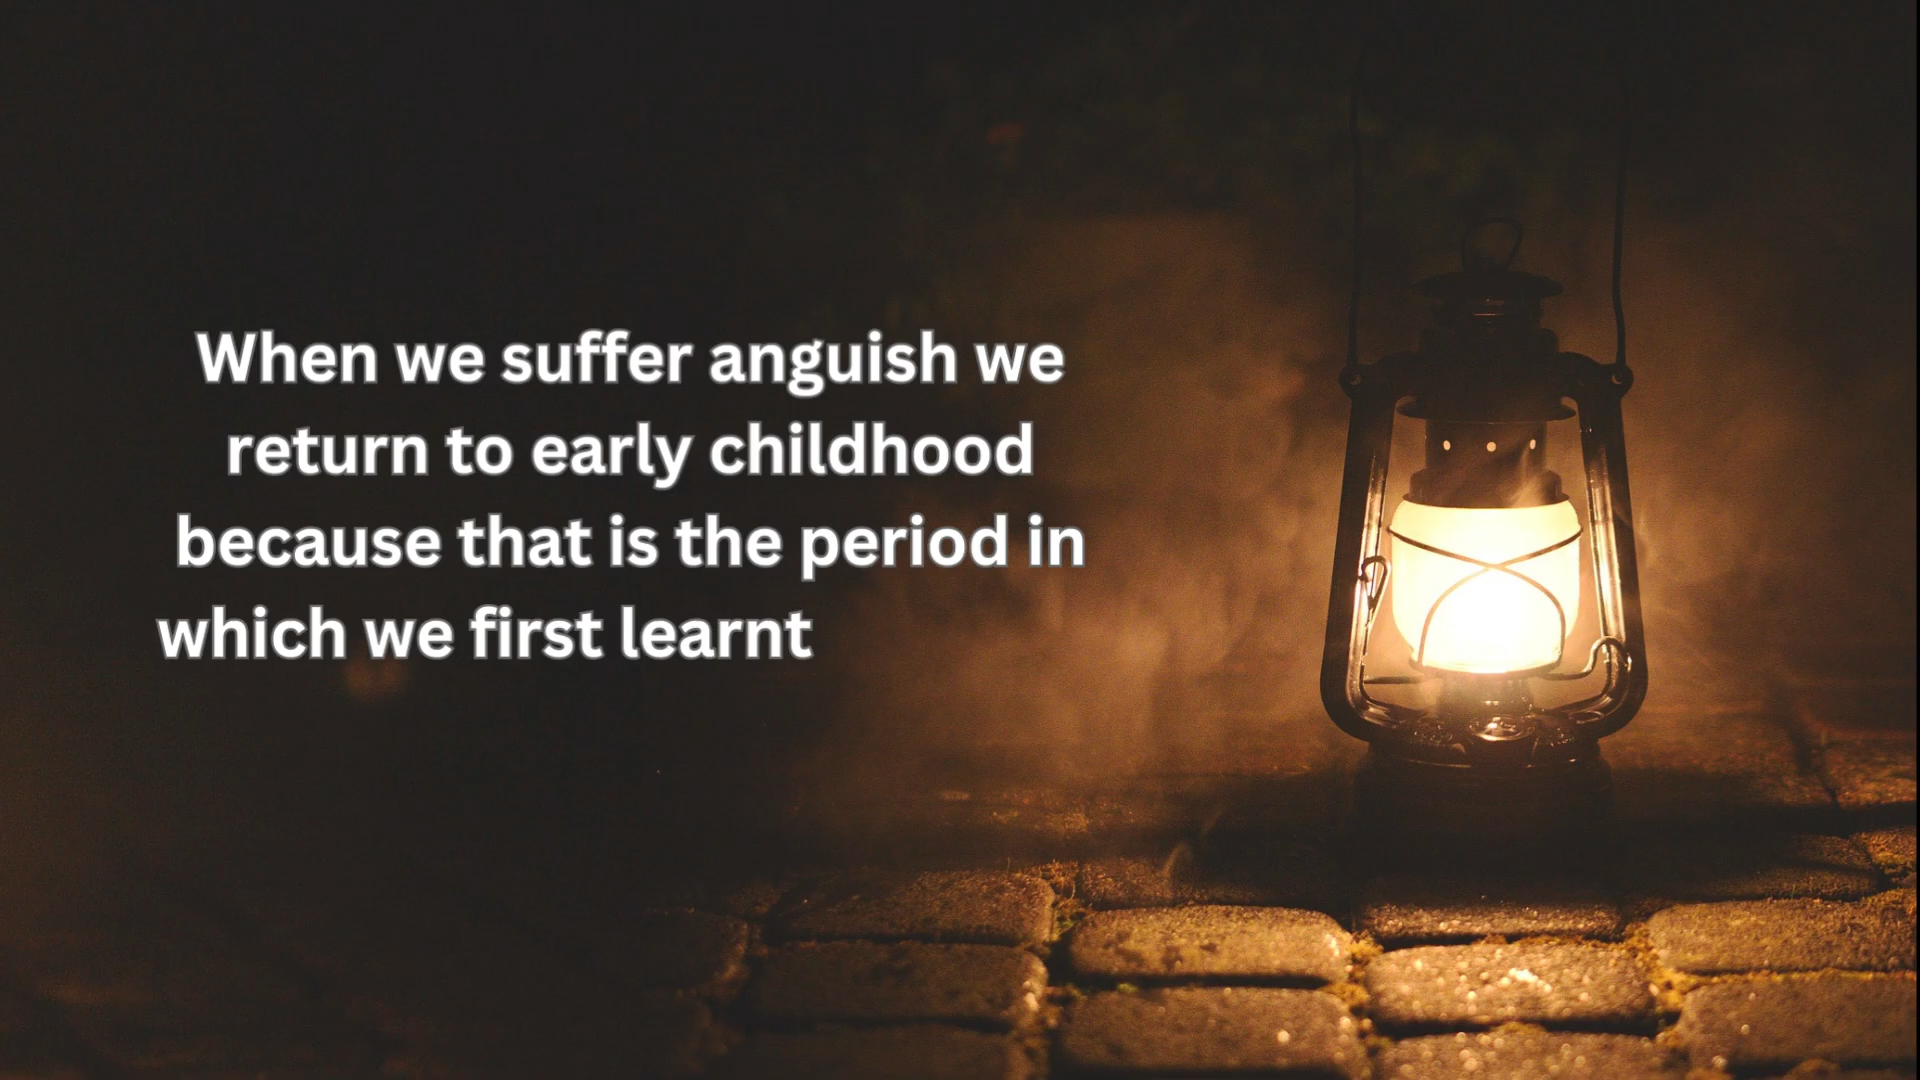 When we suffer anguish we
return to early childhood
because that is the period in
which we first learnt